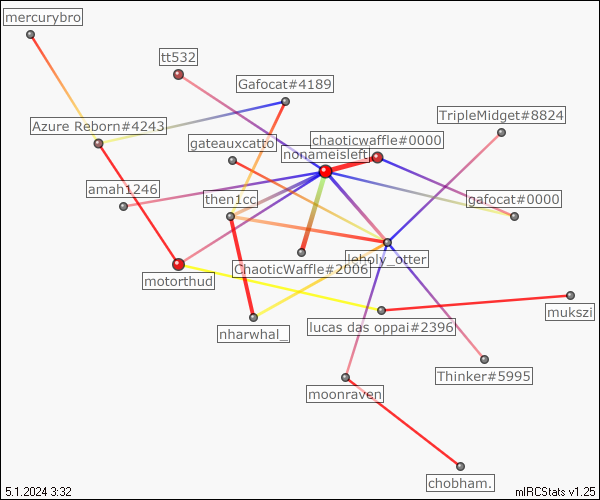 mercurybro
tt532
Gafocat#4189
TripleMidget#8824
Azure Reborn#4243
chaoticwaffle#0000
gateauxcatto
nonameisleft
amah1246
then1cc
gafocat#0000
leholy_otter
ChaoticWaffle#2006
motorthud
mukszi
lucas das oppai#2396
nharwhal_
Thinker#5995
moonraven
chobham.
5.1.2024 3:32
mIRCStats v1.25